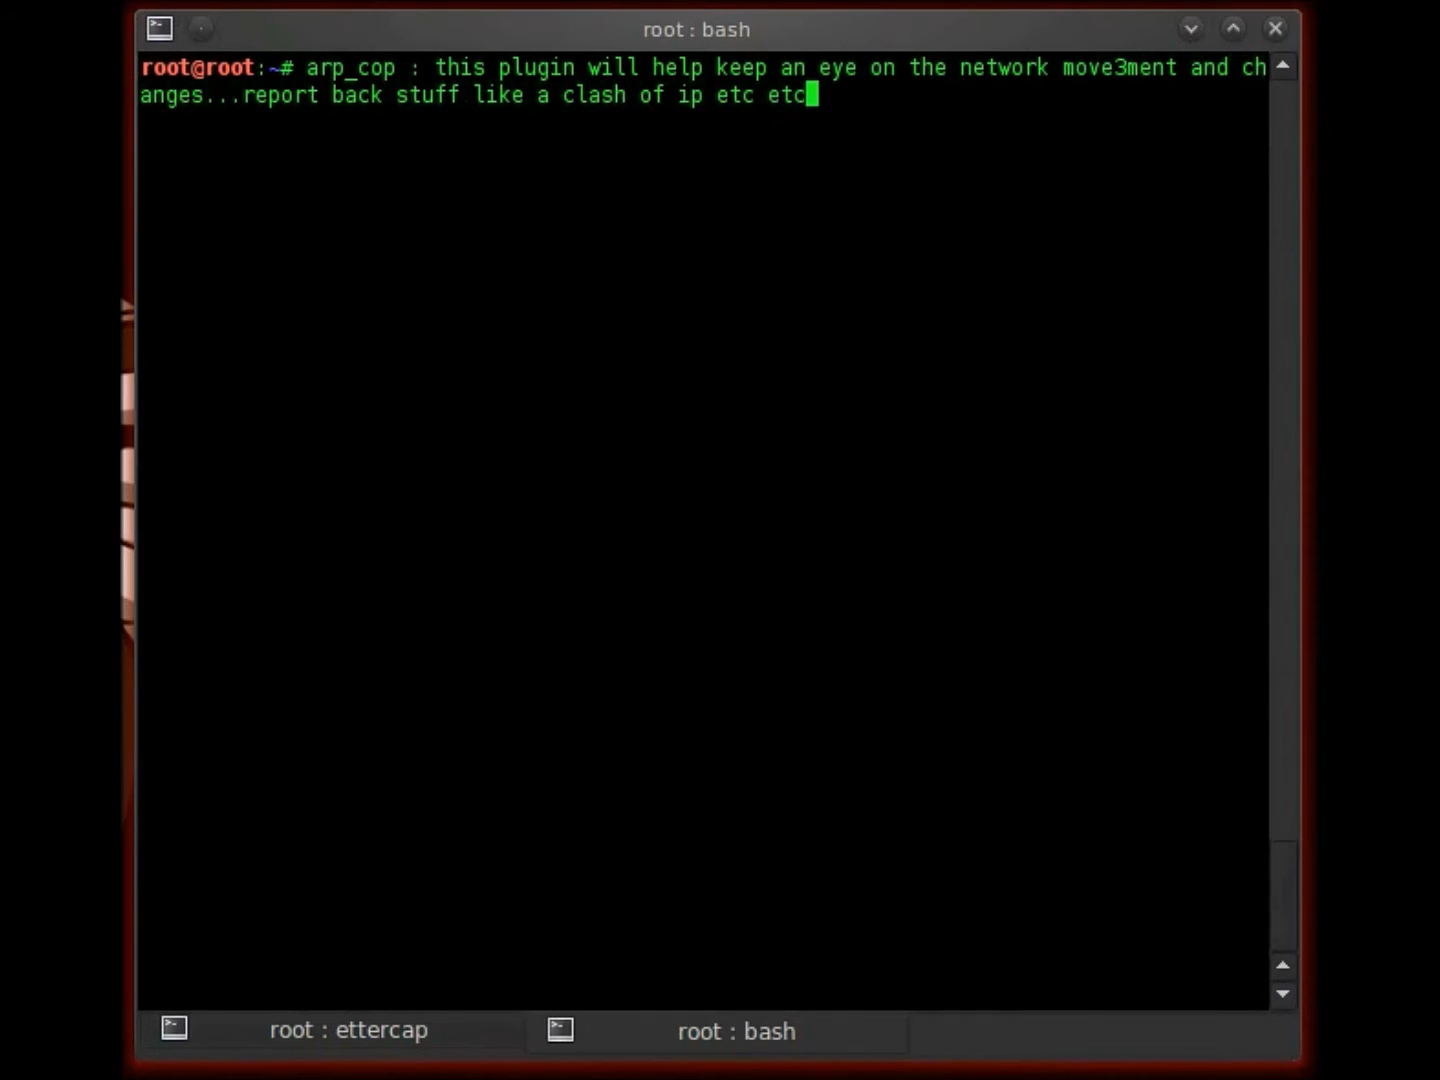 root : bash
root@root:~# arp_cop : this plugin will help keep an eye on the network move3ment and ch
anges...report back stuff like a clash of ip etc etc
root : ettercap
root : bash